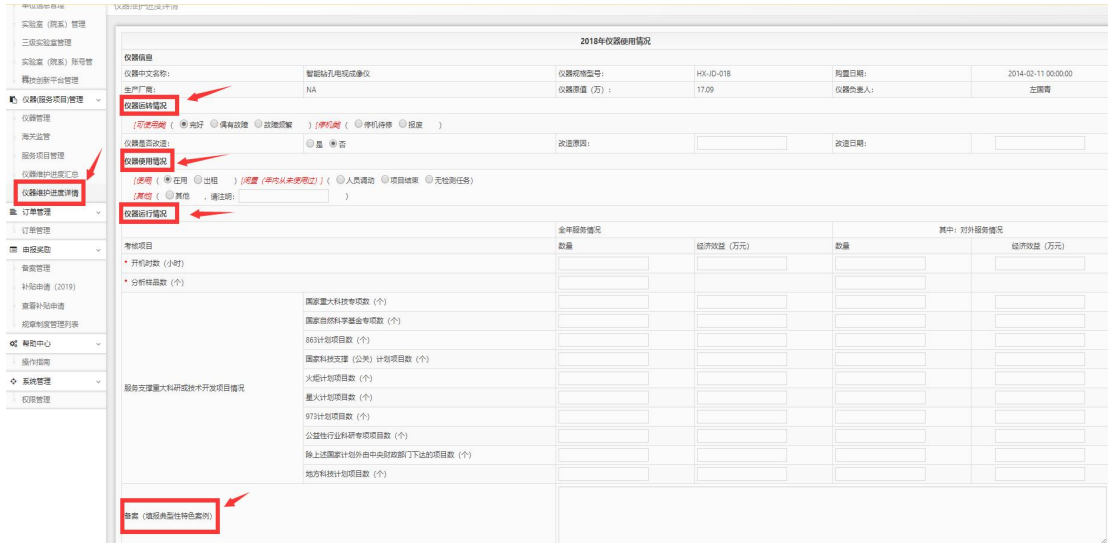 单位信息管理
仪器维护进度详情
实验室（院系）管理
三级实验室管理
实验室（院系）账号管
科技创新平台管理
仪器(服务项目)管理
仪器管理
海关监管
服务项目管理
仪器维护进度汇总
仪器维护进度详情
订单管理
订单管理
申报奖励
备案管理
补贴申请（2019）
查看补贴申请
规章制度管理列表
帮助中心
操作指南
系统管理
权限管理
2018年仪器使用情况
仪器信息
仪器中文名称： 智能钻孔电视成像仪 仪器规格型号： HX-JD-01B 购置日期： 2014-02-11 00:00:00
生产厂商： NA 仪器原值（万）： 17.09 仪器负责人： 左国青
仪器运转情况
[可使用](完好 偶有故障 故障频繁 ) [停机](停机待修 报废 )
仪器是否改造： 是 否 改造原因： 改造日期：
仪器使用情况
[使用](在用 出租 ) [闲置（年内从未使用过）](人员调动 项目结束 无检测任务)
[其他](其他 ，请注明： )
仪器运行情况
全年服务情况 其中：对外服务情况
考核项目 数量 经济效益（万元） 数量 经济效益（万元）
* 开机时数（小时）
* 分析样品数（个）
服务支撑重大科研或技术开发项目情况
国家重大科技专项数（个）
国家自然科学基金专项数（个）
863计划项目数（个）
国家科技支撑（公关）计划项目数（个）
火炬计划项目数（个）
星火计划项目数（个）
973计划项目数（个）
公益性行业科研专项项目数（个）
除上述国家计划外由中央财政部门下达的项目数（个）
地方科技计划项目数（个）
备案（填报典型性特色案例）